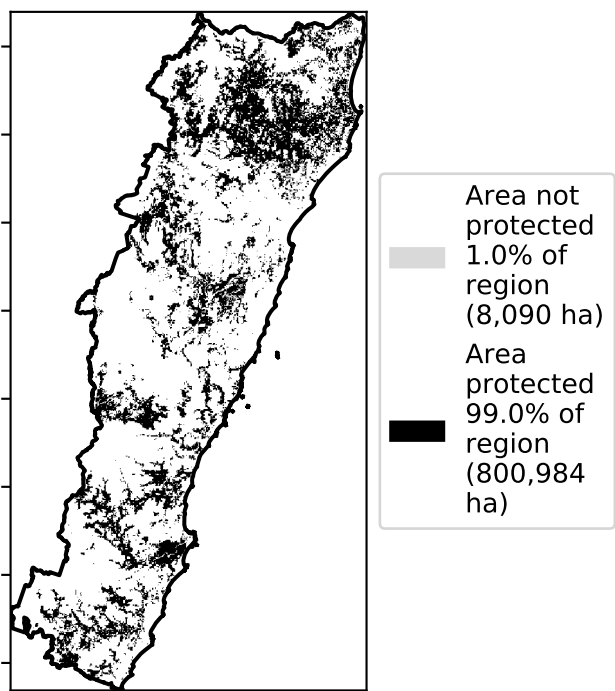 Area not
protected
1.0% of
region
(8,090 ha)
Area
protected
99.0% of
region
(800,984
ha)